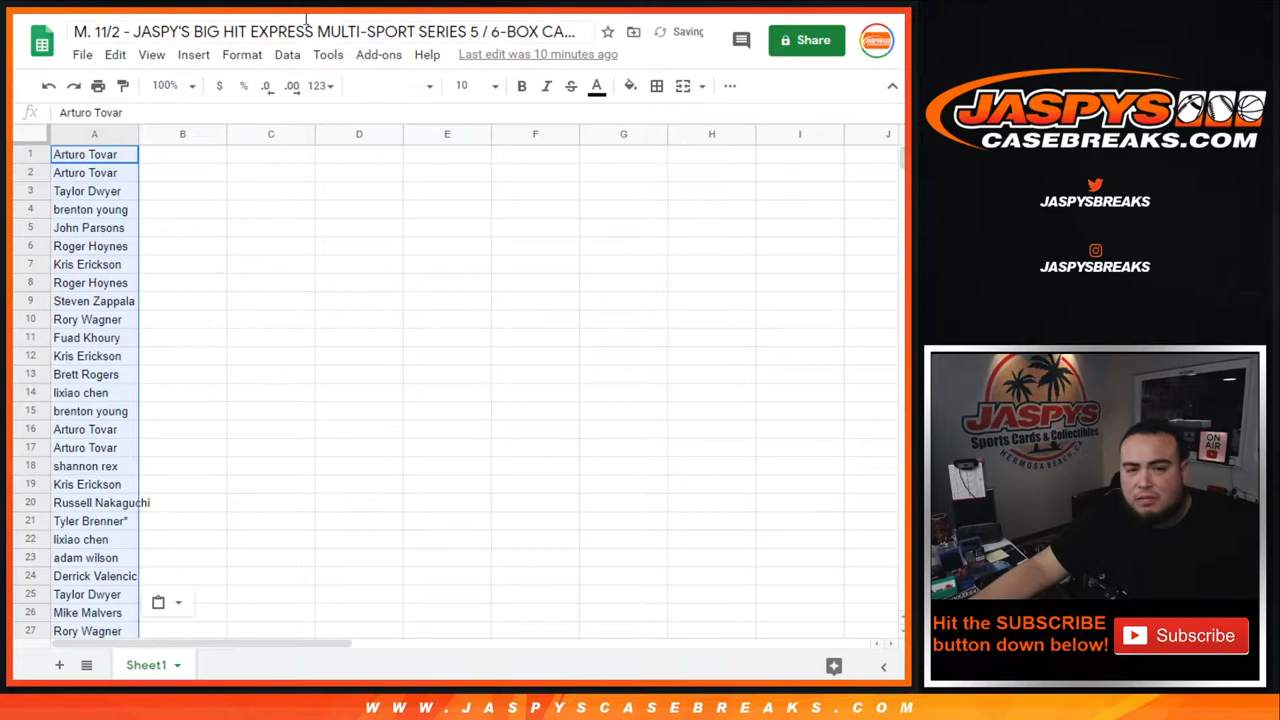 M. 11/2 - JASPY'S BIG HIT EXPRESS MULTI-SPORT SERIES 5 / 6-BOX CA...
Saving
Share
File Edit View Insert Format Data Tools Add-ons Help Last edit was 10 minutes ago
100% $ % .0 .00 123 10 B I S A
fx Arturo Tovar
A B C D E F G H I J
1 Arturo Tovar
2 Arturo Tovar
3 Taylor Dwyer
4 brenton young
5 John Parsons
6 Roger Hoynes
7 Kris Erickson
8 Roger Hoynes
9 Steven Zappala
10 Rory Wagner
11 Fuad Khoury
12 Kris Erickson
13 Brett Rogers
14 lixiao chen
15 brenton young
16 Arturo Tovar
17 Arturo Tovar
18 shannon rex
19 Kris Erickson
20 Russell Nakaguchi
21 Tyler Brenner*
22 lixiao chen
23 adam wilson
24 Derrick Valencic
25 Taylor Dwyer
26 Mike Malvers
27 Rory Wagner
Sheet1
JASPYS
CASEBREAKS.COM
JASPYSBREAKS
JASPYSBREAKS
JASPYS
Sports Cards & Collectibles
HERMOSA BEACH, CA
ON AIR
Hit the SUBSCRIBE
button down below!
Subscribe
WWW.JASPYSCASEBREAKS.COM